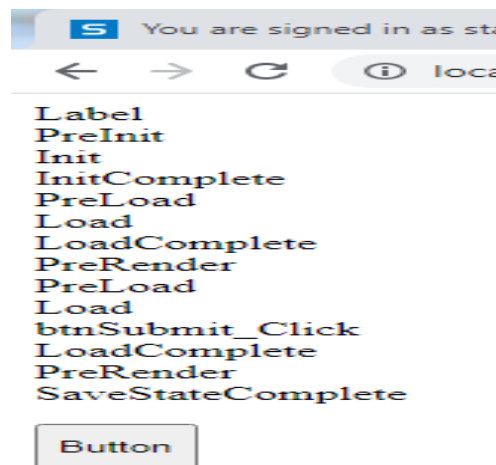 S You are signed in as sta
loca
Label
PreInit
Init
InitComplete
PreLoad
Load
LoadComplete
PreRender
PreLoad
Load
btnSubmit_Click
LoadComplete
PreRender
SaveStateComplete
Button